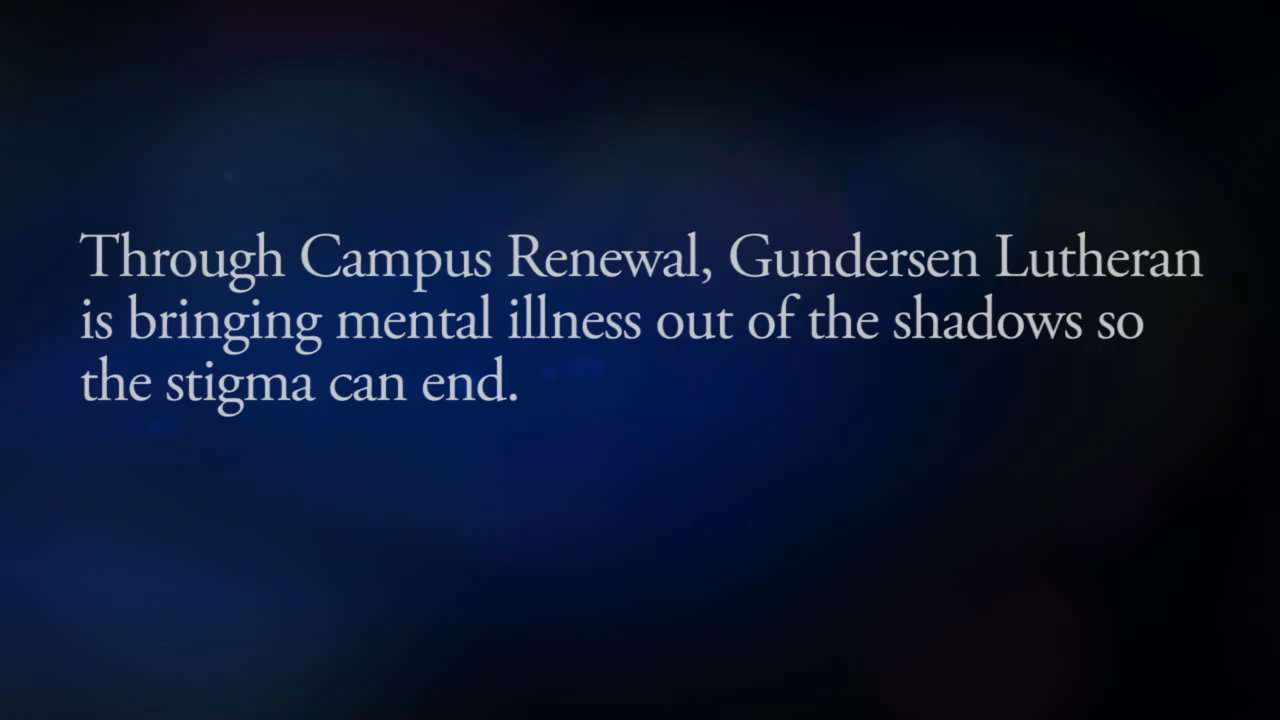 Through Campus Renewal, Gundersen Lutheran
is bringing mental illness out of the shadows so
the stigma can end.